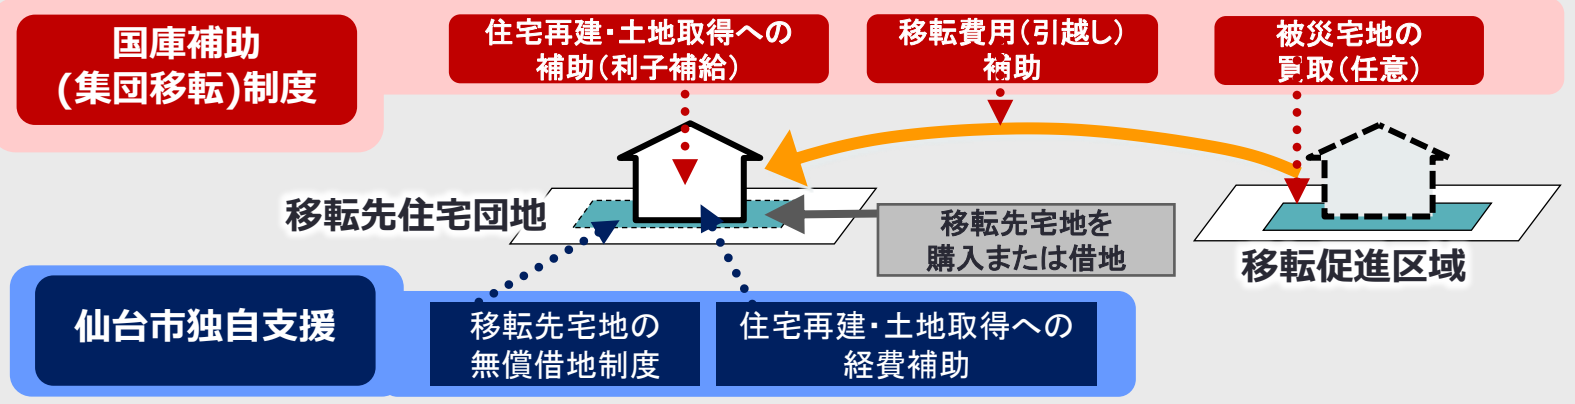 国庫補助
(集団移転)制度
住宅再建・土地取得への
補助(利子補給)
移転費用(引越し)
補助
被災宅地の
買取(任意)
移転先住宅団地
移転先宅地を
購入または借地
移転促進区域
仙台市独自支援
移転先宅地の
無償借地制度
住宅再建・土地取得への
経費補助